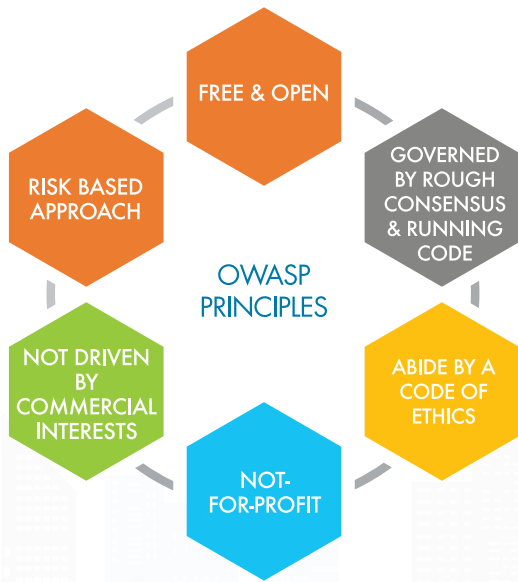 FREE & OPEN
GOVERNED
BY ROUGH
CONSENSUS
& RUNNING
CODE
ABIDE BY A
CODE OF
ETHICS
NOT-
FOR-PROFIT
NOT DRIVEN
BY
COMMERCIAL
INTERESTS
RISK BASED
APPROACH
OWASP
PRINCIPLES